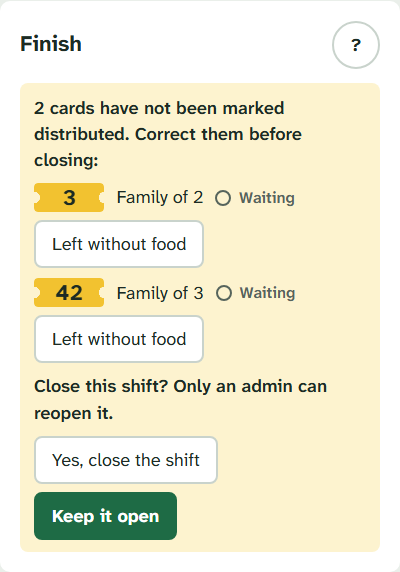 Finish
?
2 cards have not been marked
distributed. Correct them before
closing:
3 Family of 2 Waiting
Left without food
42 Family of 3 Waiting
Left without food
Close this shift? Only an admin can
reopen it.
Yes, close the shift
Keep it open